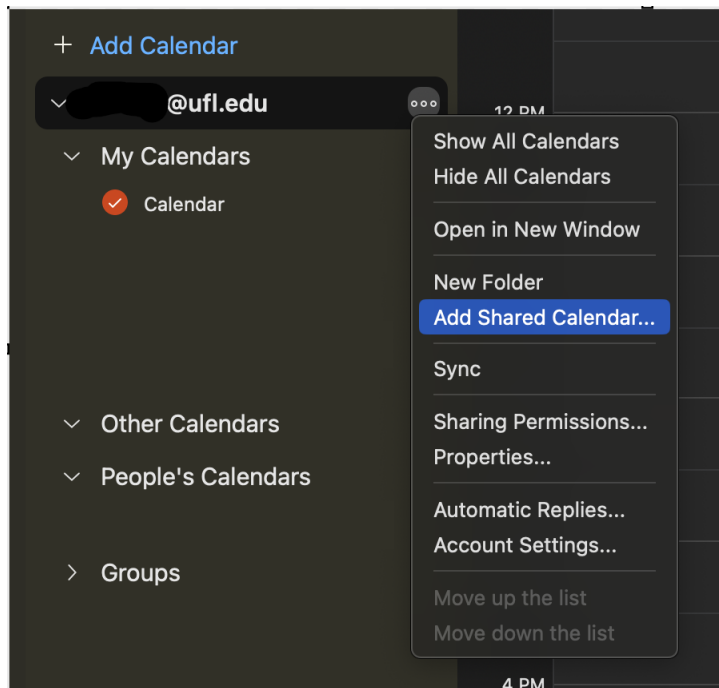 + Add Calendar
@ufl.edu
12 PM
My Calendars
Calendar
Other Calendars
People's Calendars
Groups
Show All Calendars
Hide All Calendars
Open in New Window
New Folder
Add Shared Calendar...
Sync
Sharing Permissions...
Properties...
Automatic Replies...
Account Settings...
Move up the list
Move down the list
4 PM